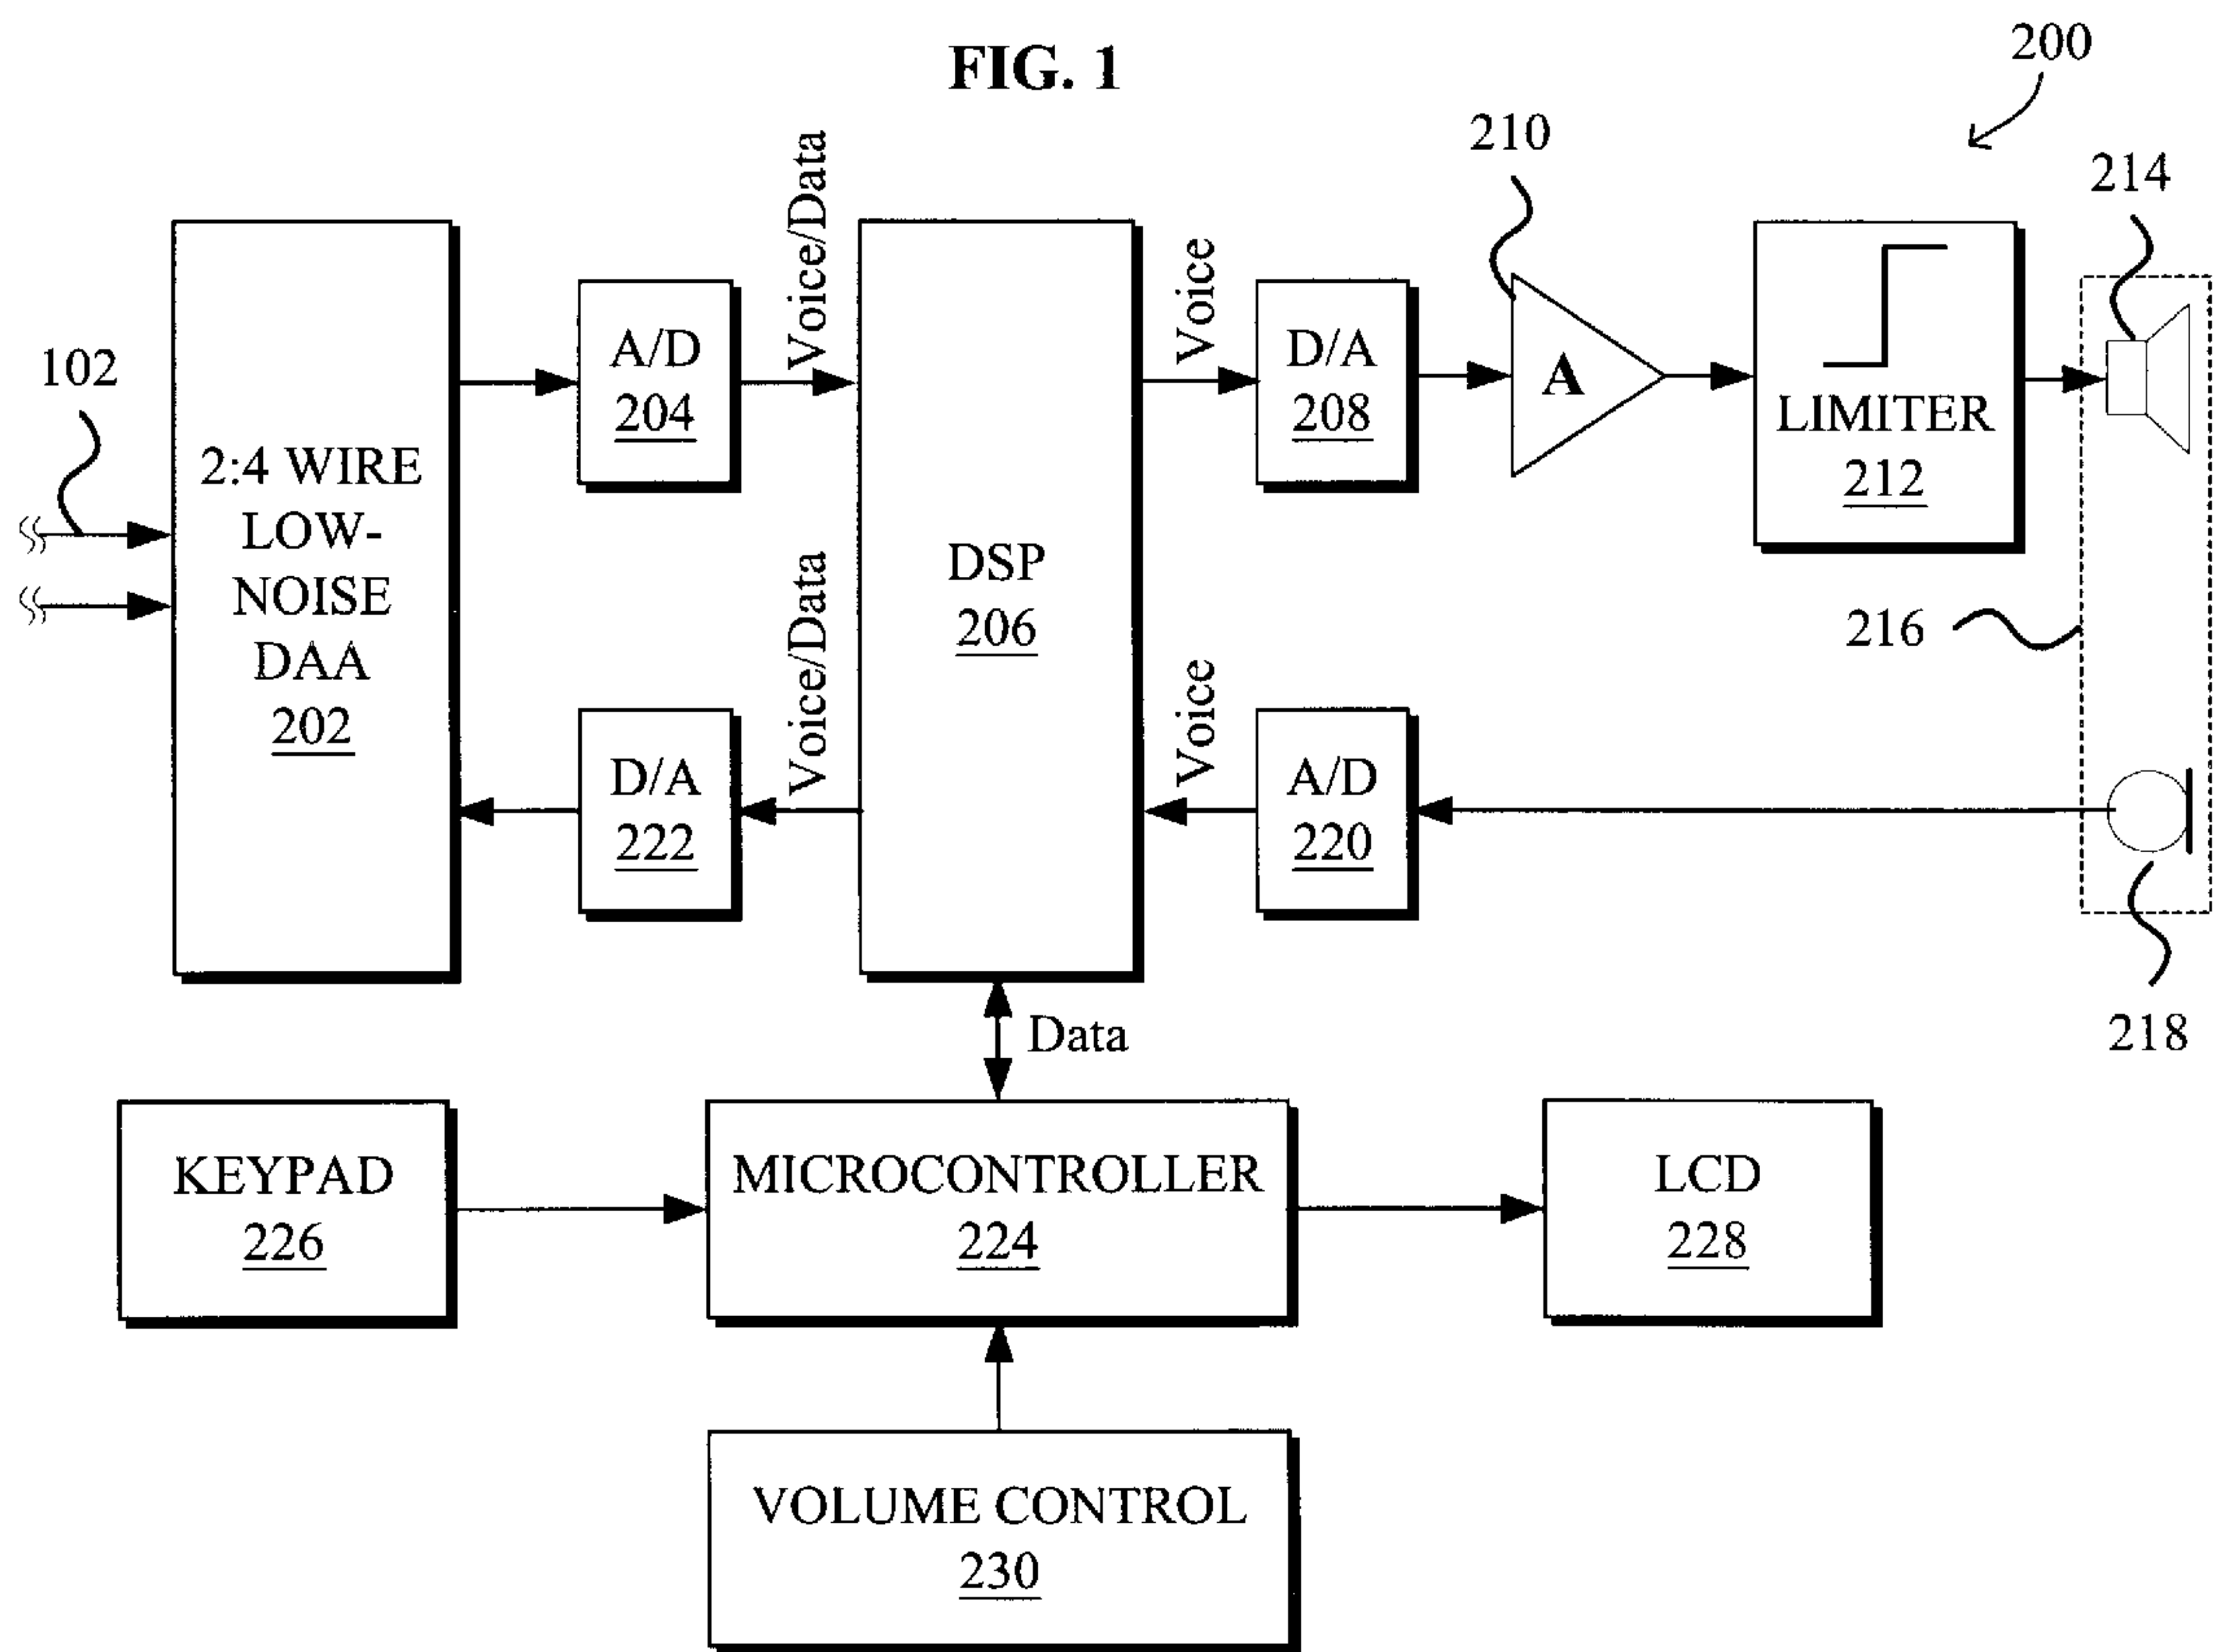 FIG. 1
200
210
214
102
2:4 WIRE
LOW-
NOISE
DAA
202
A/D
204
Voice/Data
DSP
206
Voice
D/A
208
A
LIMITER
212
216
D/A
222
Voice/Data
Voice
A/D
220
218
Data
KEYPAD
226
MICROCONTROLLER
224
LCD
228
VOLUME CONTROL
230